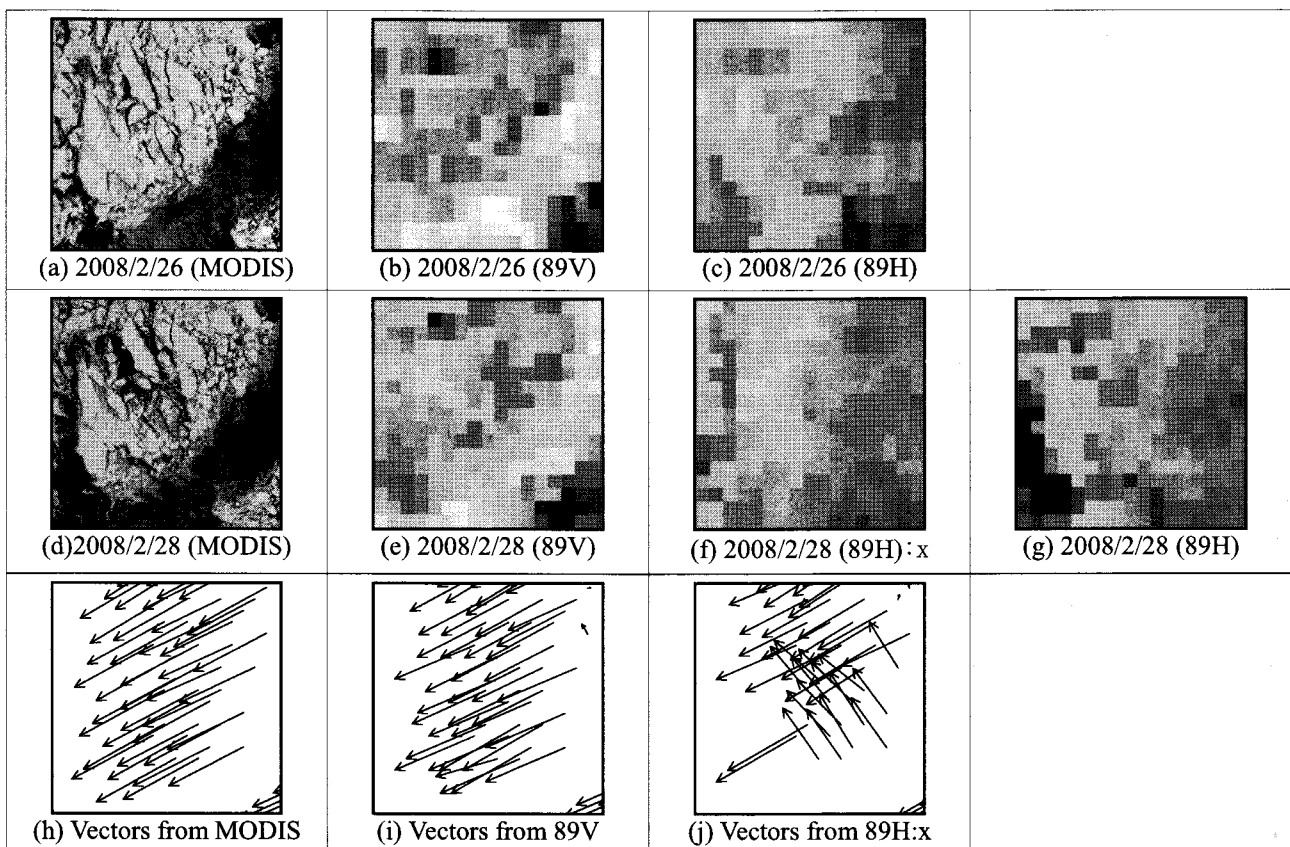 (a) 2008/2/26 (MODIS)
(b) 2008/2/26 (89V)
(c) 2008/2/26 (89H)
(d)2008/2/28 (MODIS)
(e) 2008/2/28 (89V)
(f) 2008/2/28 (89H):x
(g) 2008/2/28 (89H)
(h) Vectors from MODIS
(i) Vectors from 89V
(j) Vectors from 89H:x